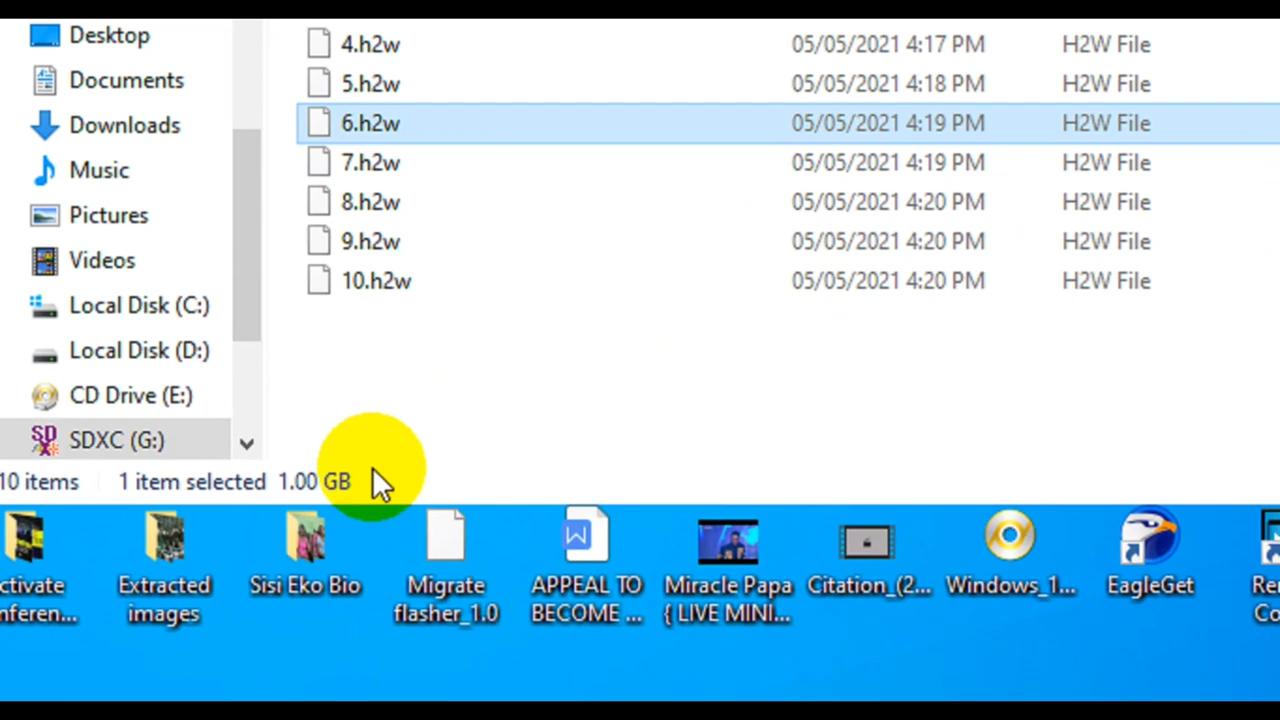 Desktop
Documents
Downloads
Music
Pictures
Videos
Local Disk (C:)
Local Disk (D:)
CD Drive (E:)
SDXC (G:)
4.h2w 05/05/2021 4:17 PM H2W File
5.h2w 05/05/2021 4:18 PM H2W File
6.h2w 05/05/2021 4:19 PM H2W File
7.h2w 05/05/2021 4:19 PM H2W File
8.h2w 05/05/2021 4:20 PM H2W File
9.h2w 05/05/2021 4:20 PM H2W File
10.h2w 05/05/2021 4:20 PM H2W File
10 items 1 item selected 1.00 GB
ctivate
nferen...
Extracted
images
Sisi Eko Bio
Migrate
flasher_1.0
APPEAL TO
BECOME ...
Miracle Papa
{ LIVE MINI...
Citation_(2...
Windows_1...
EagleGet
Re
Co